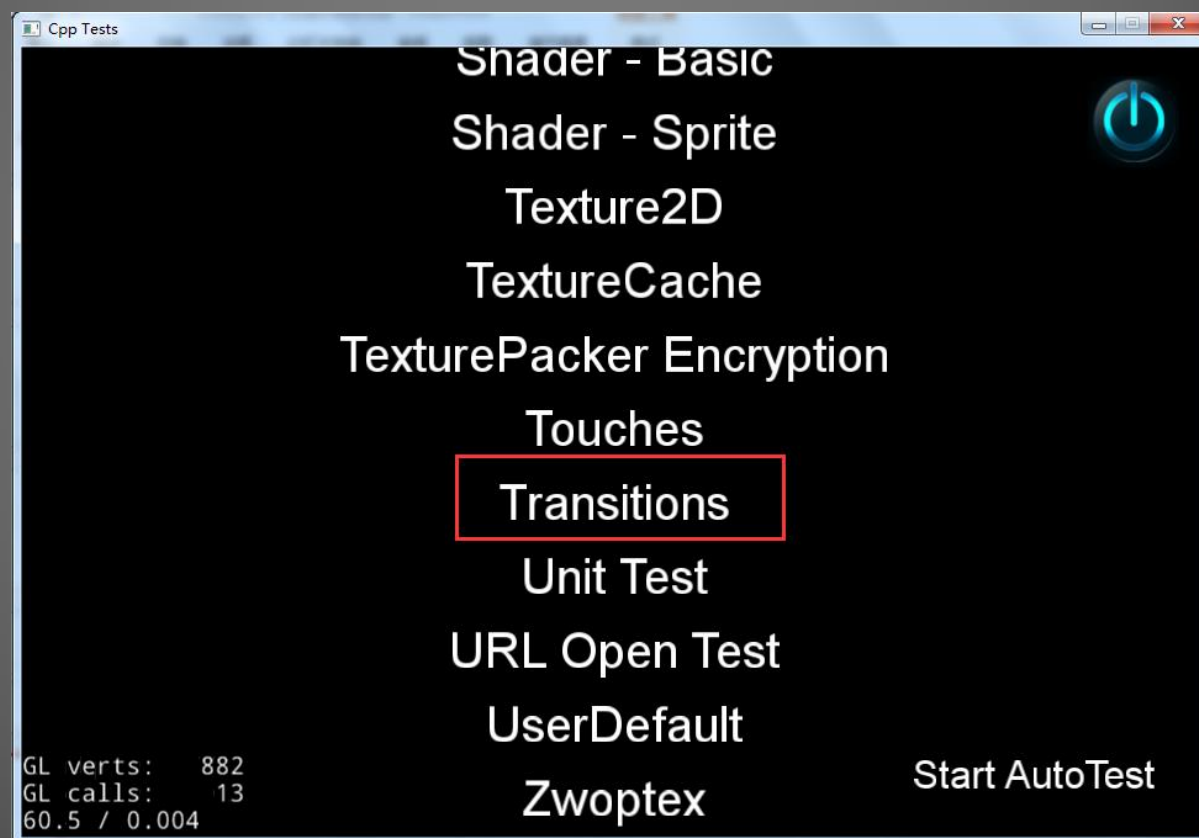 Cpp Tests
Shader - Basic
Shader - Sprite
Texture2D
TextureCache
TexturePacker Encryption
Touches
Transitions
Unit Test
URL Open Test
UserDefault
Zwoptex
GL verts: 882
GL calls: 13
60.5 / 0.004
Start AutoTest